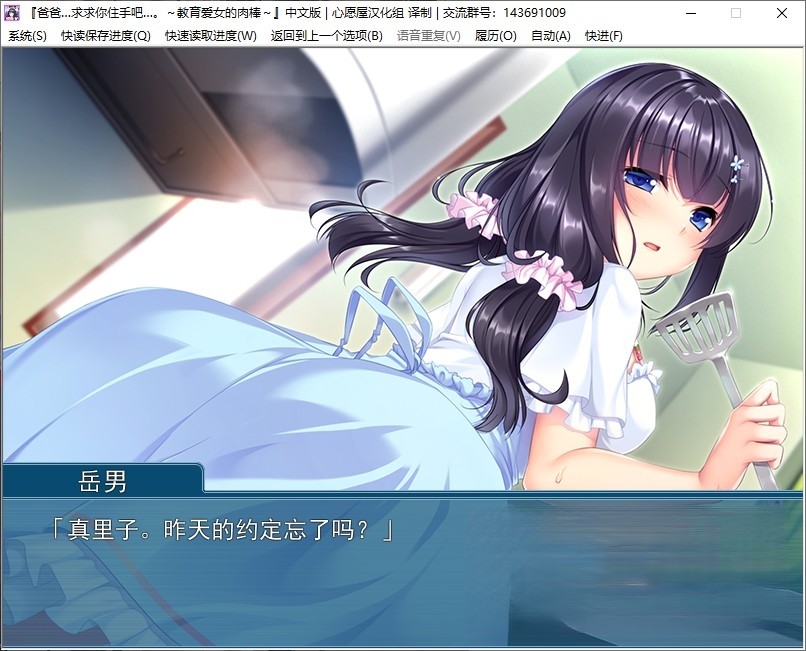 『爸爸…求求你住手吧…。～教育爱女的肉棒～』中文版 | 心愿屋汉化组 译制 | 交流群号：143691009
系统(S) 快读保存进度(Q) 快速读取进度(W) 返回到上一个选项(B) 语音重复(V) 履历(O) 自动(A) 快进(F)
岳男
「真里子。昨天的约定忘了吗？」